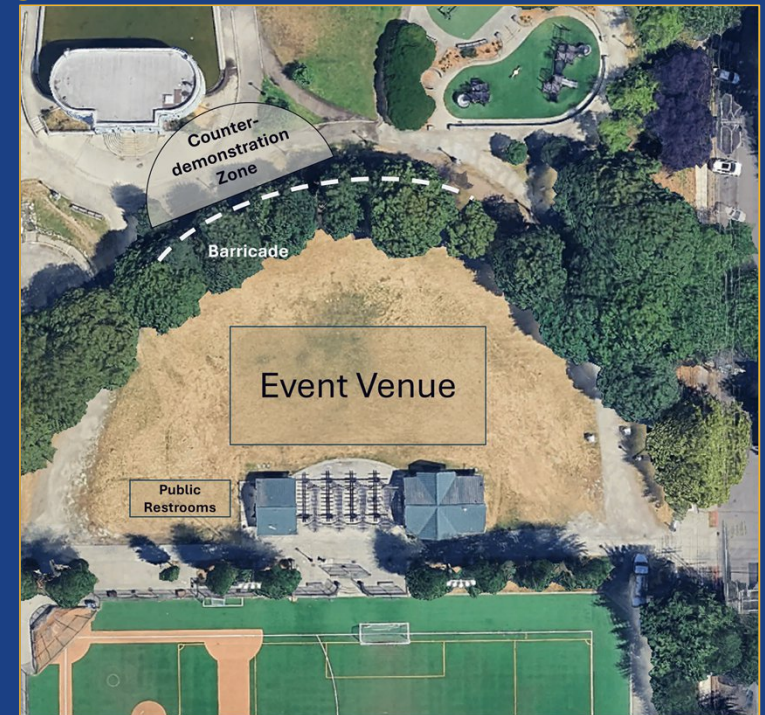 Counter-
demonstration
Zone
Barricade
Event Venue
Public
Restrooms